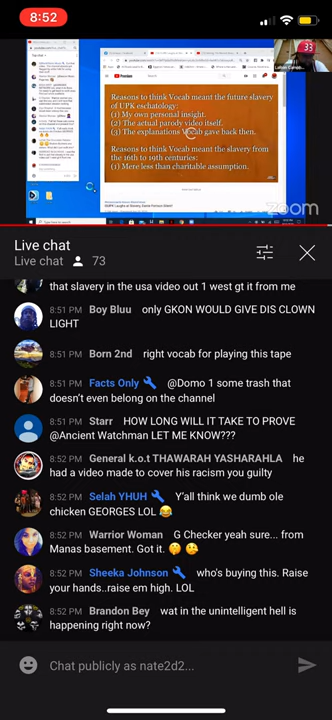 8:52
33
Reasons to think Vocab meant the future slavery
of UPK eschatology:
(1) My own personal insight.
(2) The actual parody video itself.
(3) The explanations Vocab gave back then.
Reasons to think Vocab meant the slavery from
the 16th to 19th centuries:
(1) Mere less than charitable assumption.
zoom
Live chat
Live chat 73
that slavery in the usa video out 1 west gt it from me
8:51 PM Boy Bluu only GKON WOULD GIVE DIS CLOWN
LIGHT
8:51 PM Born 2nd right vocab for playing this tape
8:51 PM Facts Only @Domo 1 some trash that
doesn't even belong on the channel
8:51 PM Starr HOW LONG WILL IT TAKE TO PROVE
@Ancient Watchman LET ME KNOW???
8:52 PM General k.o.t THAWARAH YASHARAHLA he
had a video made to cover his racism you guilty
8:52 PM Selah YHUH Y'all think we dumb ole
chicken GEORGES LOL 😂
8:52 PM Warrior Woman G Checker yeah sure... from
Manas basement. Got it. 🤔 🤫
8:52 PM Sheeka Johnson who's buying this. Raise
your hands..raise em high. LOL
8:52 PM Brandon Bey wat in the unintelligent hell is
happening right now?
Chat publicly as nate2d2...